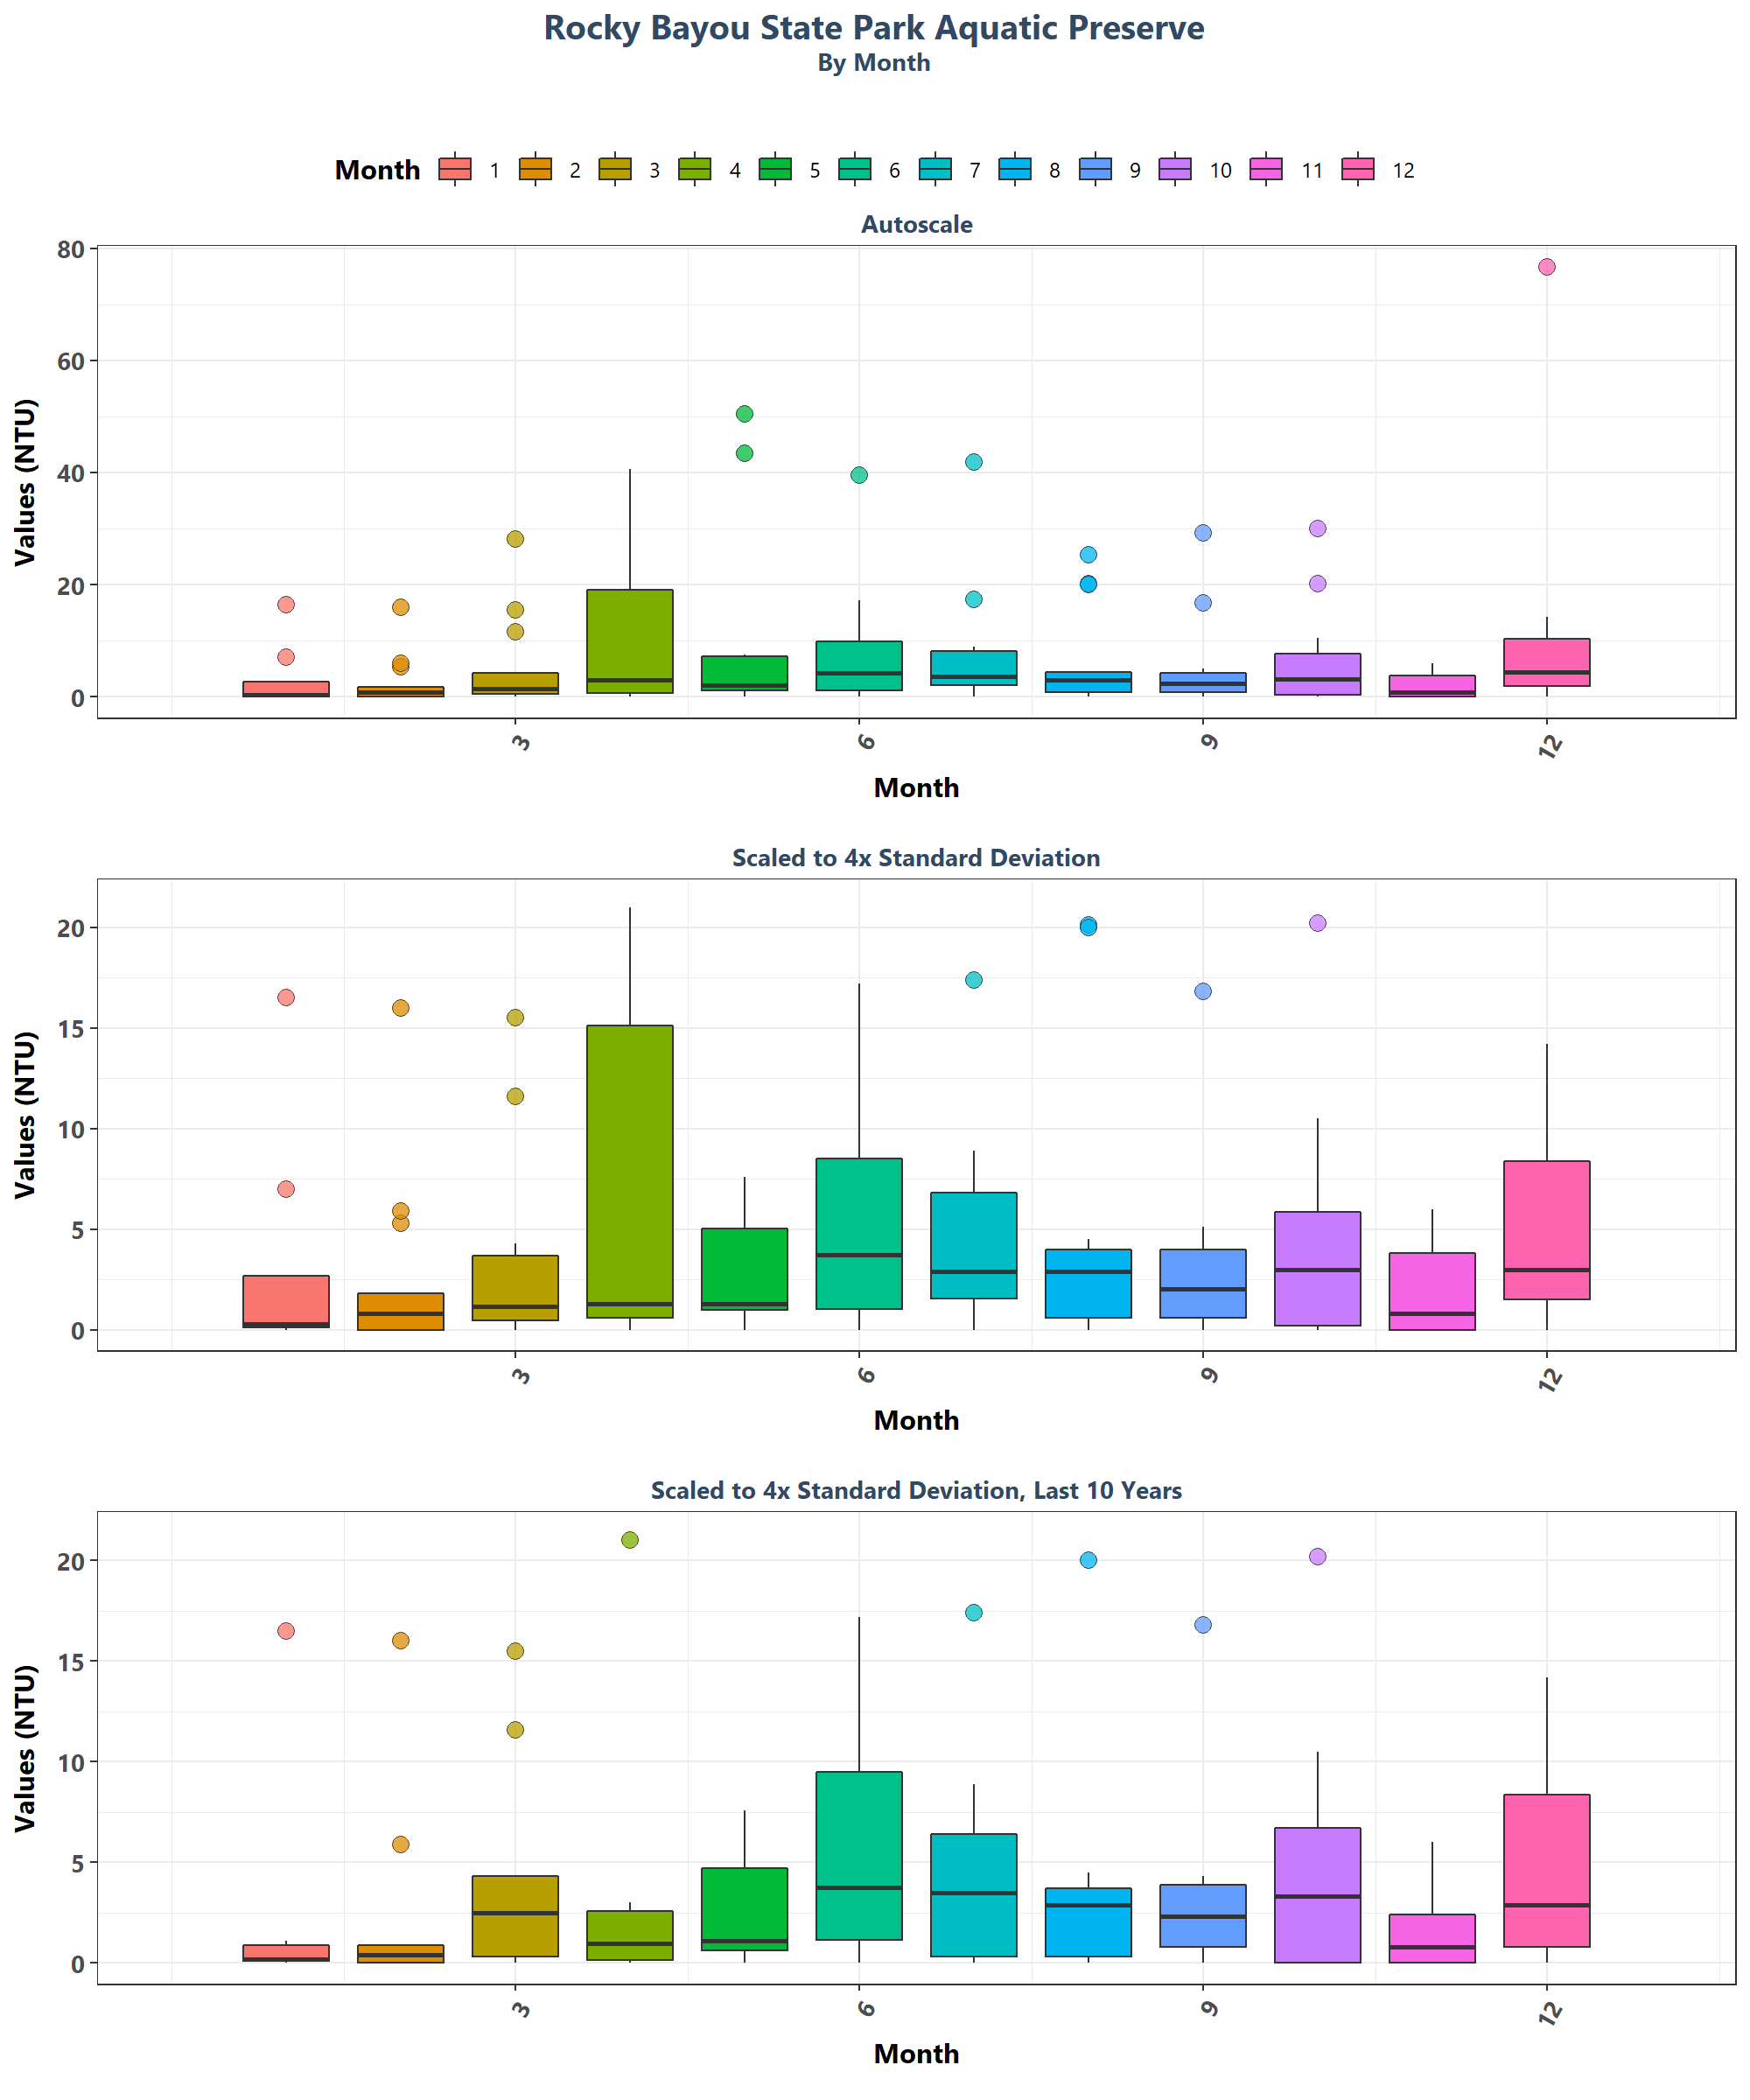 Rocky Bayou State Park Aquatic Preserve
By Month
Month 1 2 3 4 5 6 7 8 9 10 11 12
Autoscale
Values (NTU)
80
60
40
20
0
3 6 9 12
Month
Scaled to 4x Standard Deviation
Values (NTU)
20
15
10
5
0
3 6 9 12
Month
Scaled to 4x Standard Deviation, Last 10 Years
Values (NTU)
20
15
10
5
0
3 6 9 12
Month